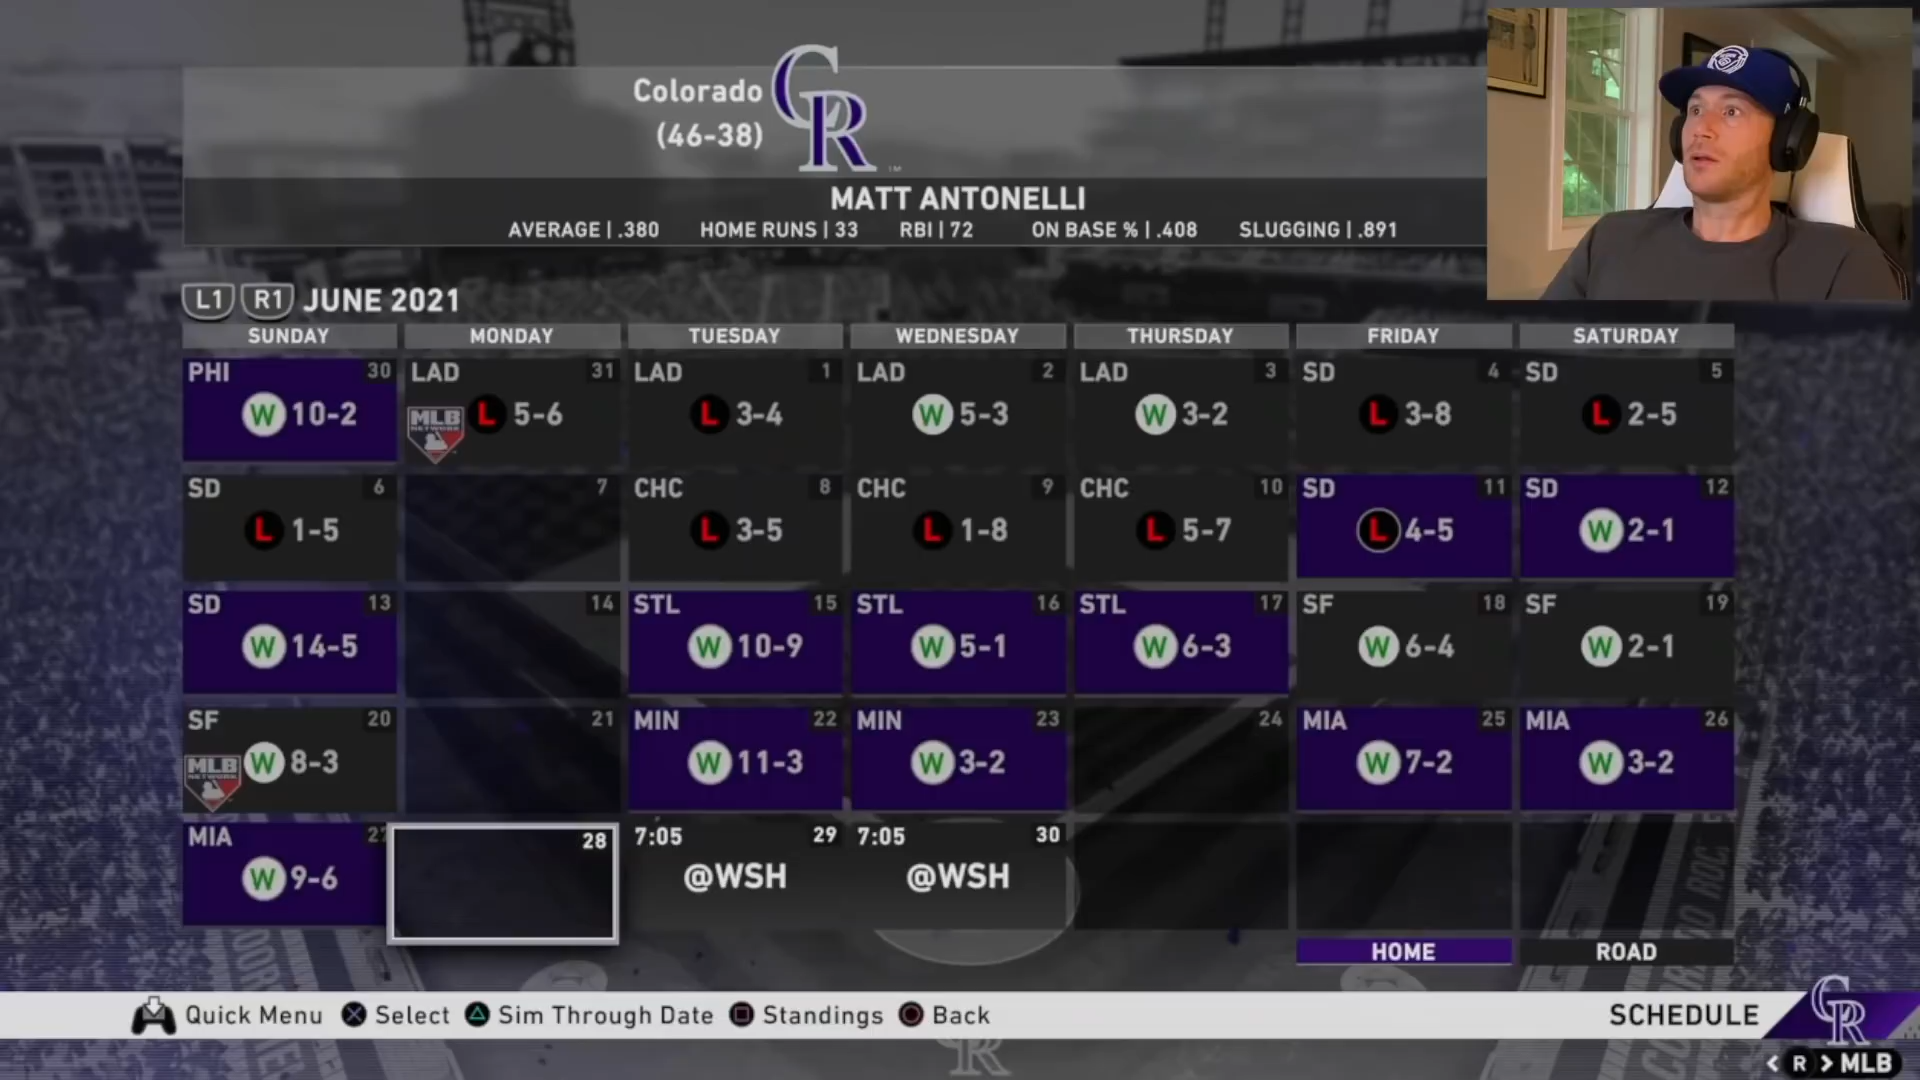 Colorado
(46-38)
CR
MATT ANTONELLI
AVERAGE | .380 HOME RUNS | 33 RBI | 72 ON BASE % | .408 SLUGGING | .891
L1 R1 JUNE 2021
SUNDAY MONDAY TUESDAY WEDNESDAY THURSDAY FRIDAY SATURDAY
PHI 30 LAD 31 LAD 1 LAD 2 LAD 3 SD 4 SD 5
W 10-2 MLB NETWORK L 5-6 L 3-4 W 5-3 W 3-2 L 3-8 L 2-5
SD 6 7 CHC 8 CHC 9 CHC 10 SD 11 SD 12
L 1-5 L 3-5 L 1-8 L 5-7 L 4-5 W 2-1
SD 13 14 STL 15 STL 16 STL 17 SF 18 SF 19
W 14-5 W 10-9 W 5-1 W 6-3 W 6-4 W 2-1
SF 20 21 MIN 22 MIN 23 24 MIA 25 MIA 26
MLB NETWORK W 8-3 W 11-3 W 3-2 W 7-2 W 3-2
MIA 27 28 7:05 29 7:05 30
W 9-6 @WSH @WSH
HOME ROAD
Quick Menu Select Sim Through Date Standings Back SCHEDULE
CR
< R > MLB